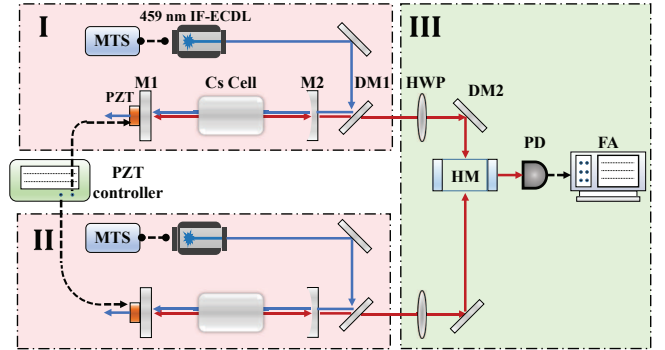 I
459 nm IF-ECDL
MTS
M1
Cs Cell
M2
DM1
PZT
III
HWP
DM2
PD
FA
HM
PZT
controller
II
MTS